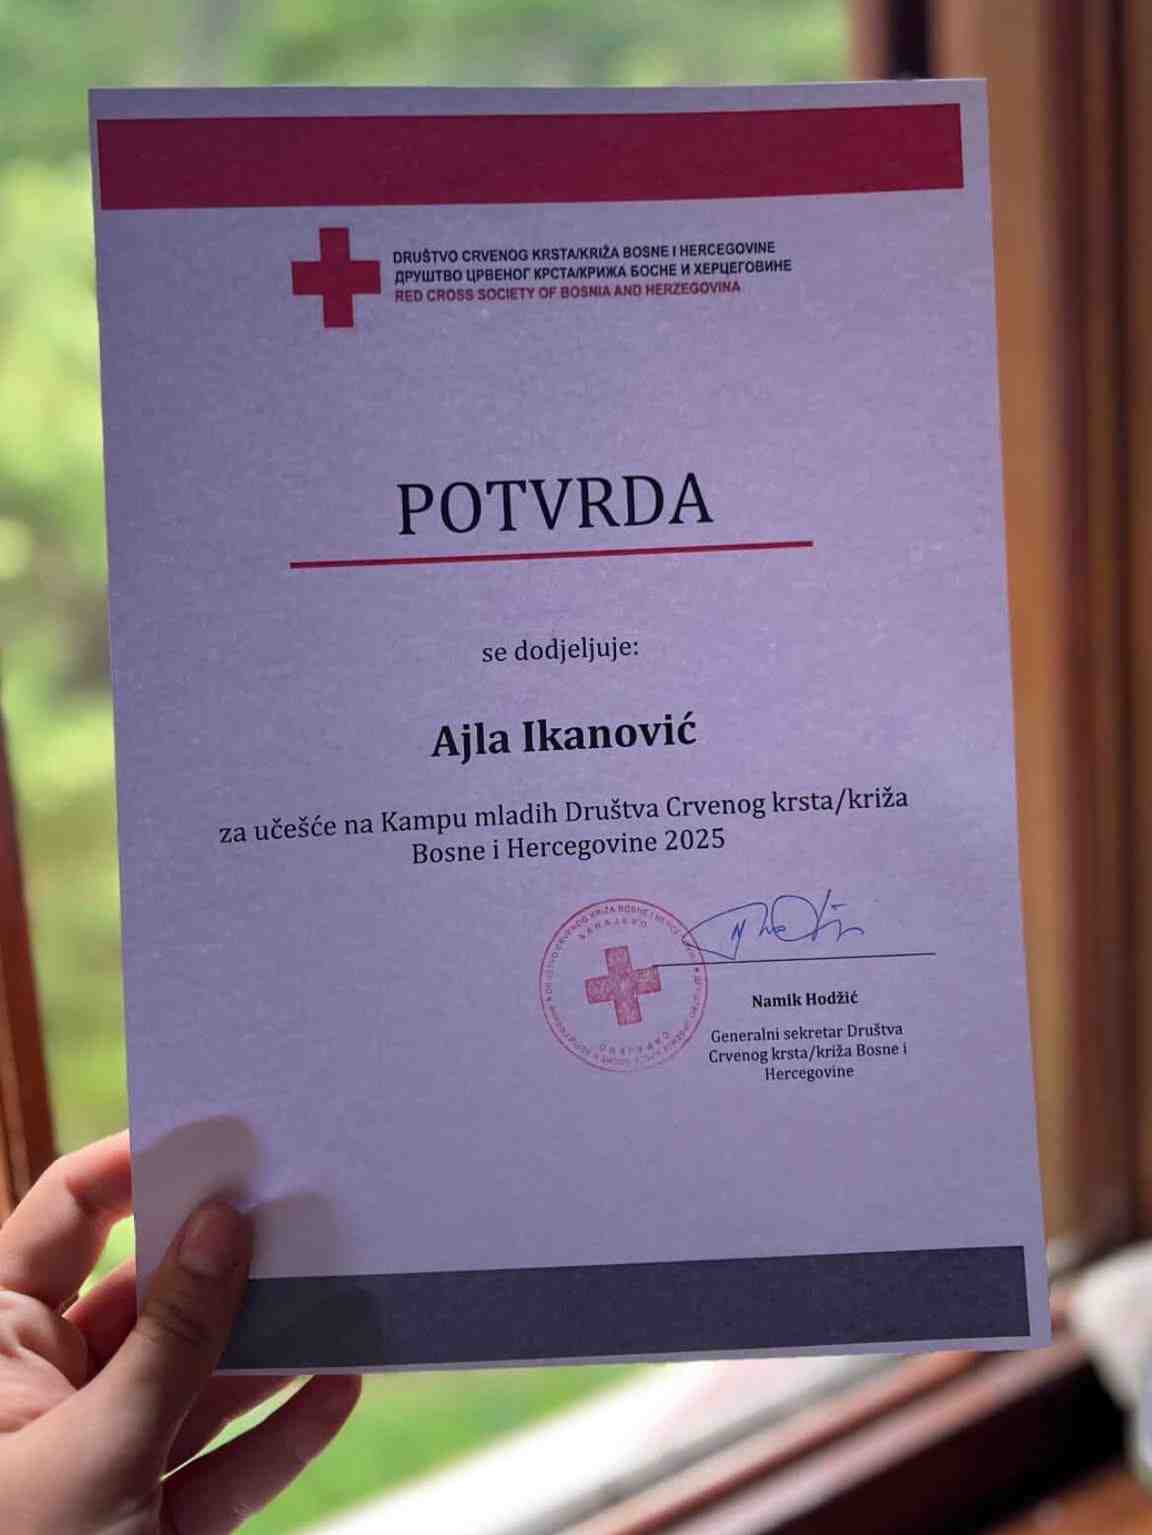 DRUŠTVO CRVENOG KRSTA/KRIŽA BOSNE I HERCEGOVINE
ДРУШТВО ЦРВЕНОГ КРСТА/КРИЖА БОСНЕ И ХЕРЦЕГОВИНЕ
RED CROSS SOCIETY OF BOSNIA AND HERZEGOVINA
POTVRDA
se dodjeljuje:
Ajla Ikanović
za učešće na Kampu mladih Društva Crvenog krsta/križa
Bosne i Hercegovine 2025
SARAJEVO
Namik Hodžić
Generalni sekretar Društva
Crvenog krsta/križa Bosne i
Hercegovine